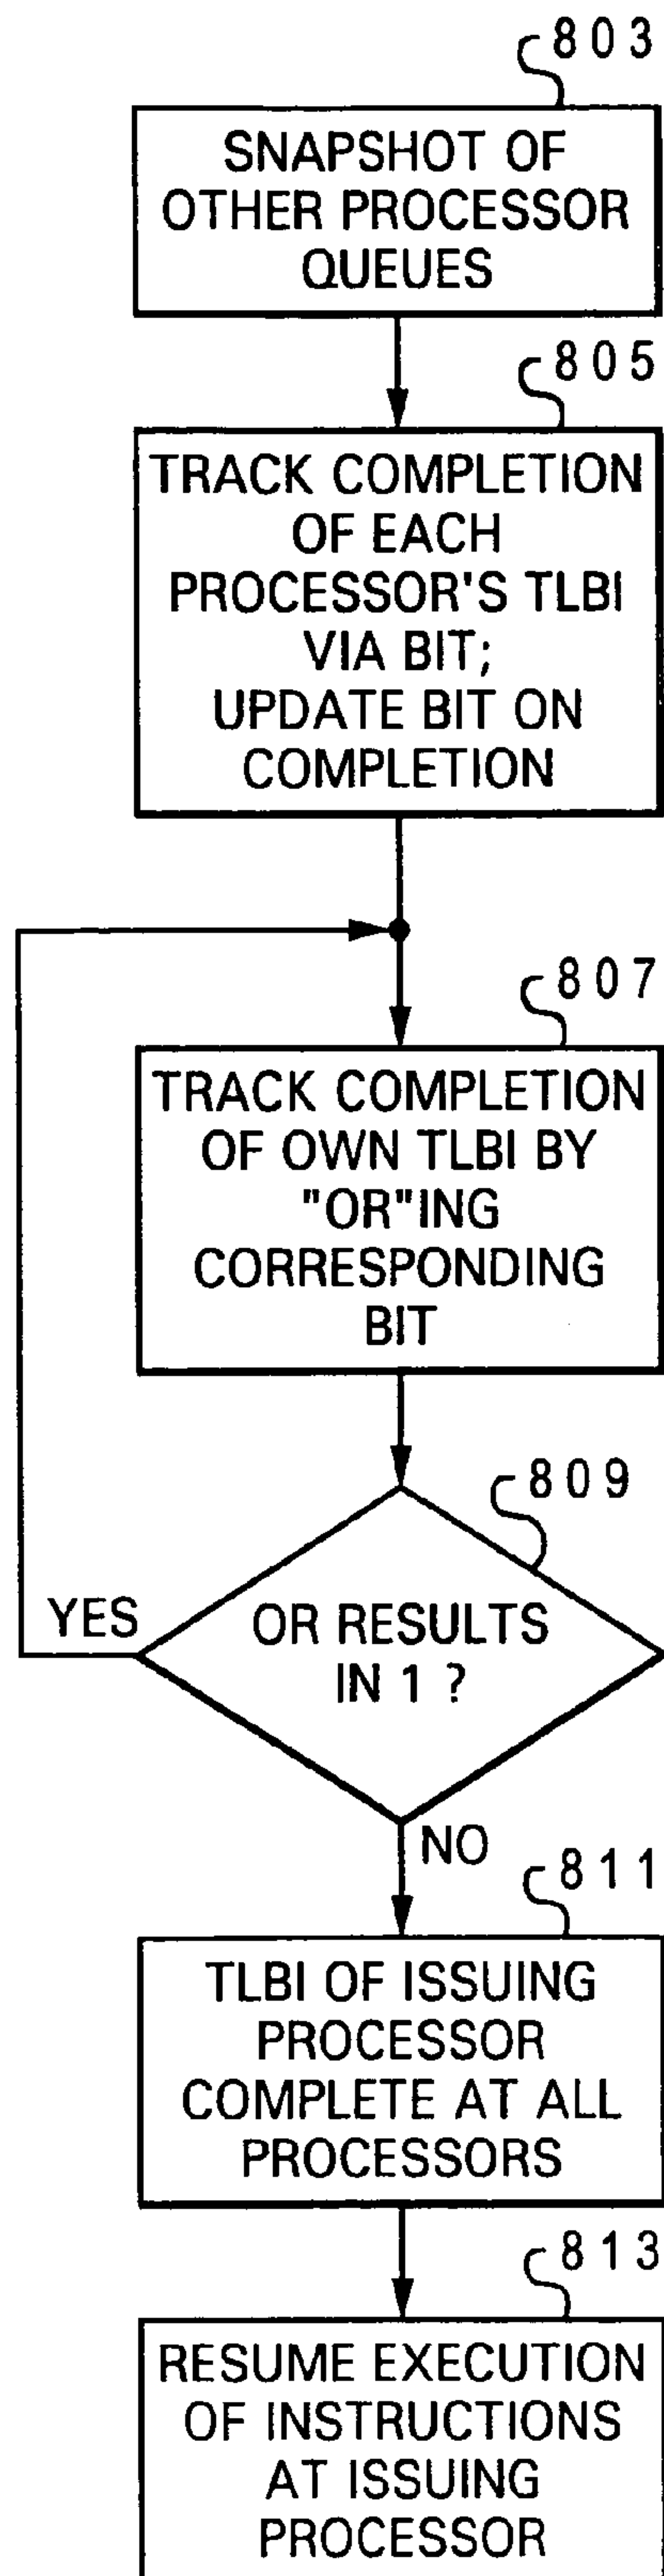 803
SNAPSHOT OF
OTHER PROCESSOR
QUEUES
805
TRACK COMPLETION
OF EACH
PROCESSOR'S TLBI
VIA BIT;
UPDATE BIT ON
COMPLETION
807
TRACK COMPLETION
OF OWN TLBI BY
"OR"ING
CORRESPONDING
BIT
809
YES
OR RESULTS
IN 1 ?
NO
811
TLBI OF ISSUING
PROCESSOR
COMPLETE AT ALL
PROCESSORS
813
RESUME EXECUTION
OF INSTRUCTIONS
AT ISSUING
PROCESSOR